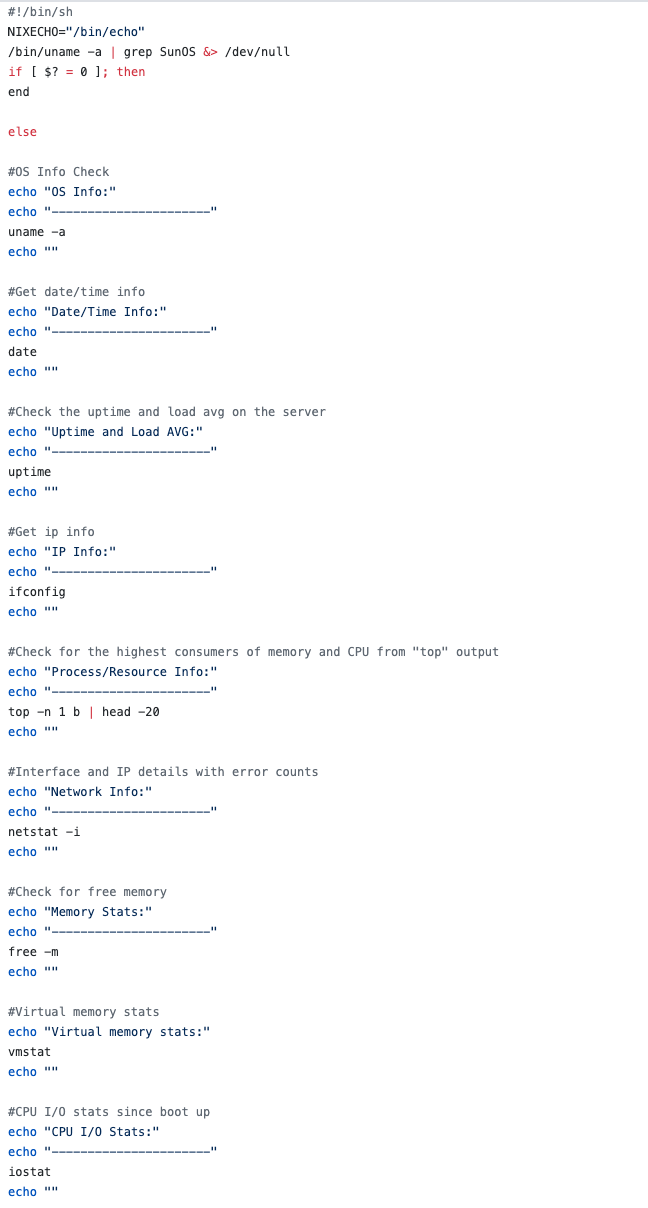 #!/bin/sh
NIXECHO="/bin/echo"
/bin/uname -a | grep SunOS &> /dev/null
if [ $? = 0 ]; then
end
else
#OS Info Check
echo "OS Info:"
echo "----------------------"
uname -a
echo ""
#Get date/time info
echo "Date/Time Info:"
echo "----------------------"
date
echo ""
#Check the uptime and load avg on the server
echo "Uptime and Load AVG:"
echo "----------------------"
uptime
echo ""
#Get ip info
echo "IP Info:"
echo "----------------------"
ifconfig
echo ""
#Check for the highest consumers of memory and CPU from "top" output
echo "Process/Resource Info:"
echo "----------------------"
top -n 1 b | head -20
echo ""
#Interface and IP details with error counts
echo "Network Info:"
echo "----------------------"
netstat -i
echo ""
#Check for free memory
echo "Memory Stats:"
echo "----------------------"
free -m
echo ""
#Virtual memory stats
echo "Virtual memory stats:"
vmstat
echo ""
#CPU I/O stats since boot up
echo "CPU I/O Stats:"
echo "----------------------"
iostat
echo ""